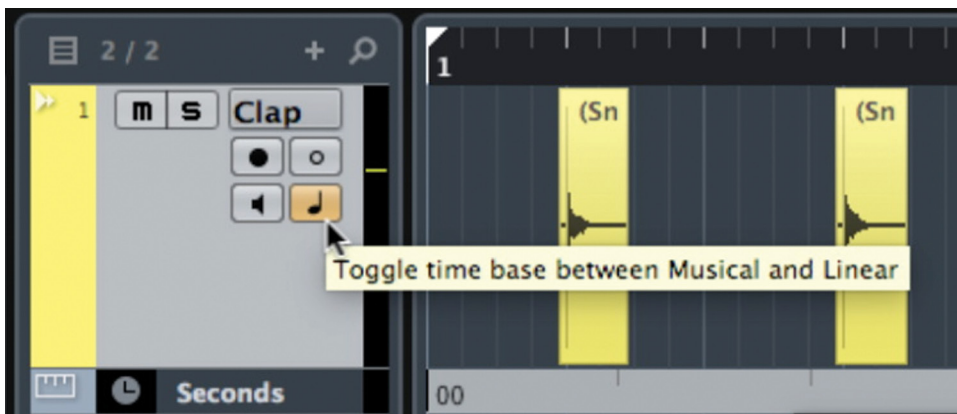 2 / 2
1
1
m s Clap
(Sn
(Sn
Toggle time base between Musical and Linear
Seconds
00